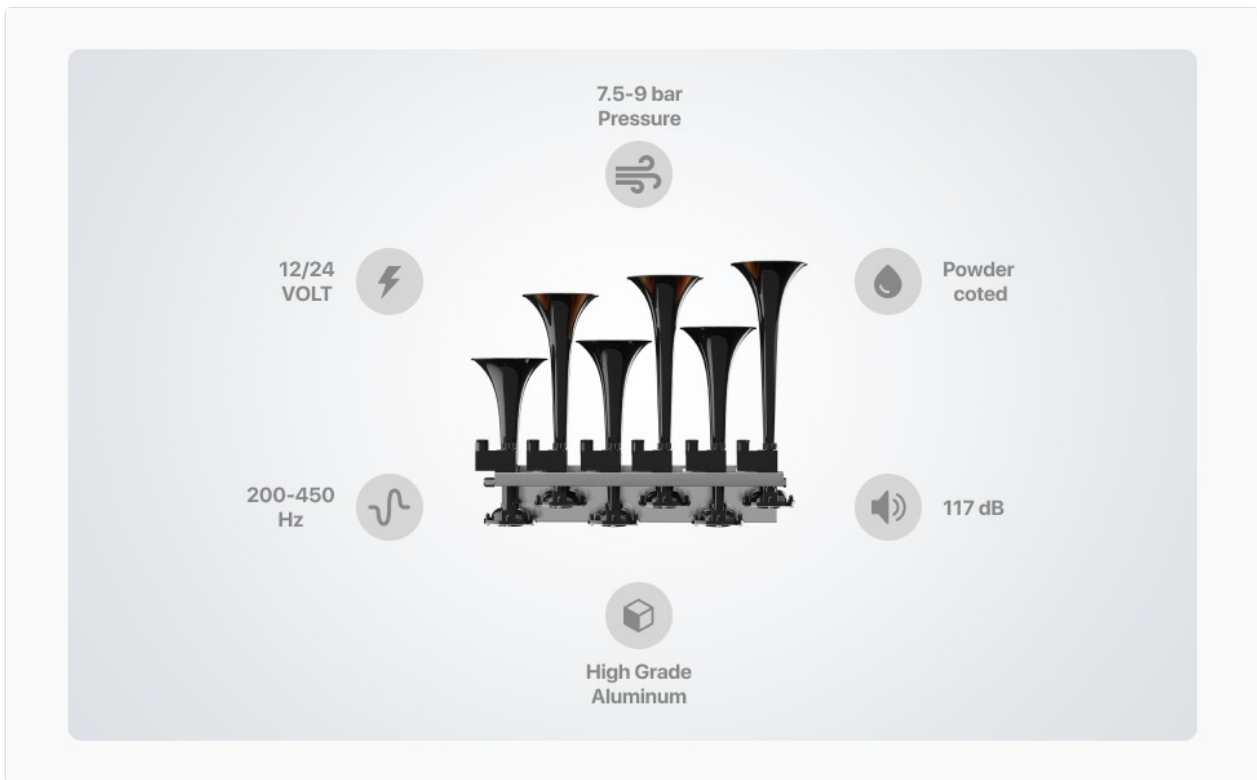 7.5-9 bar
Pressure
12/24
VOLT
Powder
coted
200-450
Hz
117 dB
High Grade
Aluminum